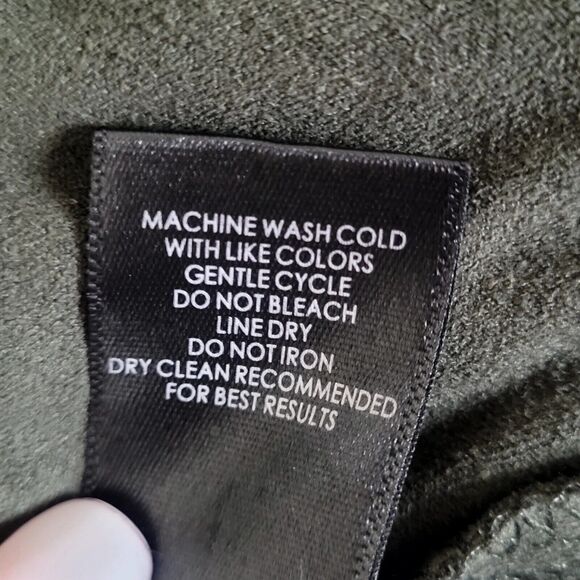 MACHINE WASH COLD
WITH LIKE COLORS
GENTLE CYCLE
DO NOT BLEACH
LINE DRY
DO NOT IRON
DRY CLEAN RECOMMENDED
FOR BEST RESULTS